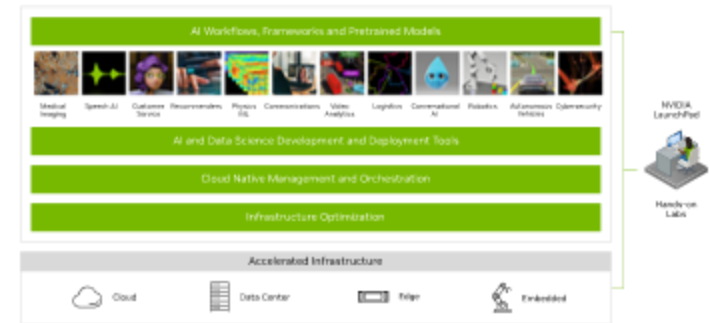 AI Workflows, Frameworks and Pretrained Models
Medical Imaging
Speech AI
Customer Service
Recommenders
Physics ML
Communications
Video Analytics
Logistics
Conversational AI
Robotics
Autonomous Vehicles
Cybersecurity
AI and Data Science Development and Deployment Tools
Cloud Native Management and Orchestration
Infrastructure Optimization
Accelerated Infrastructure
Cloud
Data Center
Edge
Embedded
NVIDIA
LaunchPad
Hands-on
Labs